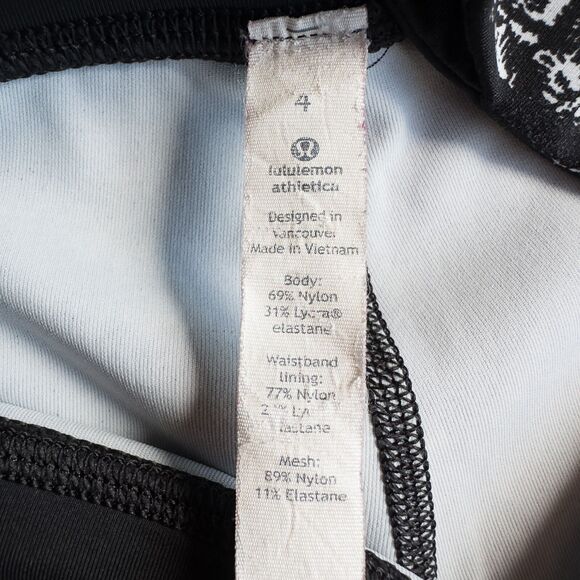 4
lululemon
athletica
Designed in
Vancouver
Made in Vietnam
Body:
69% Nylon
31% Lycra®
elastane
Waistband
lining:
77% Nylon
Mesh:
89% Nylon
11% Elastane